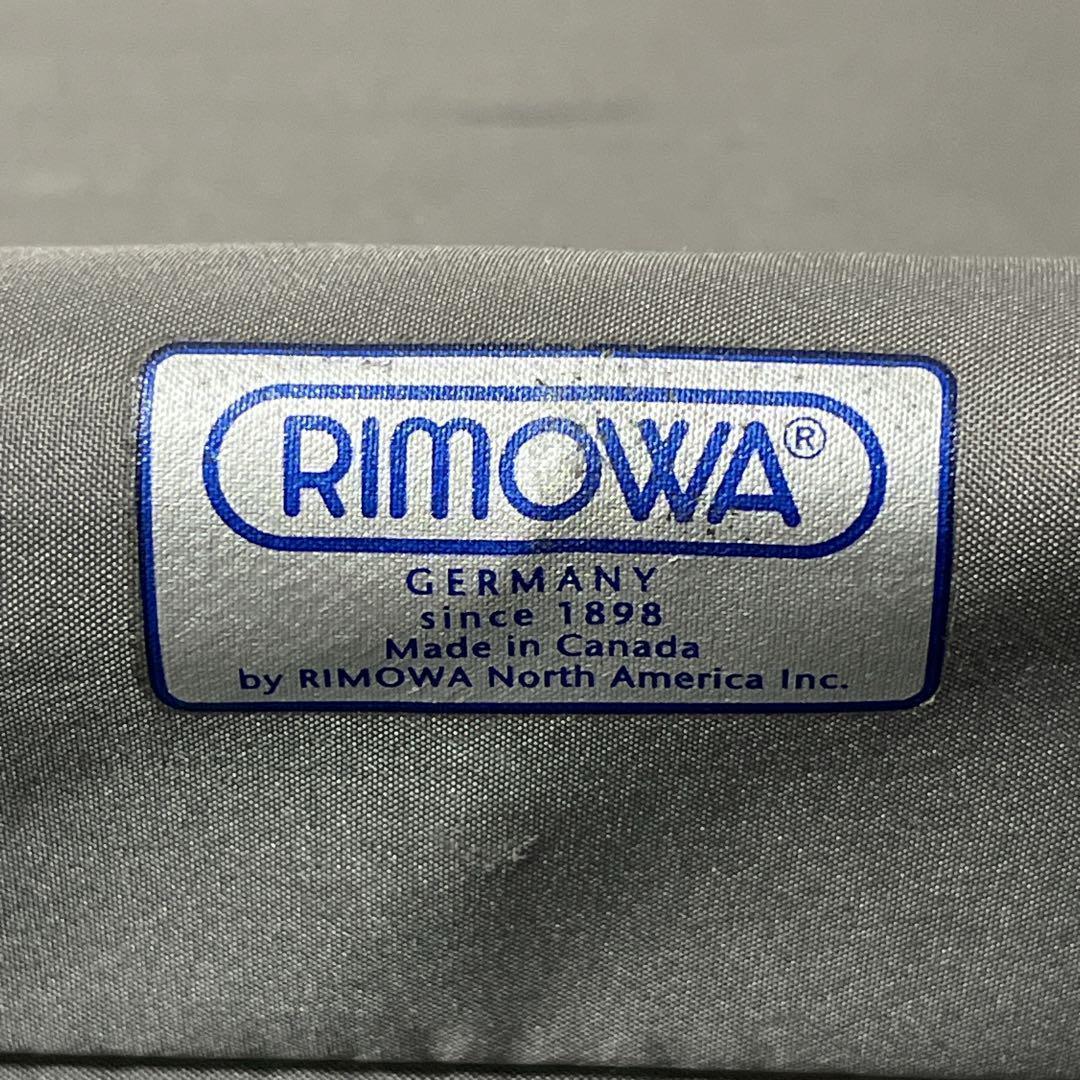 RIMOWA®
GERMANY
since 1898
Made in Canada
by RIMOWA North America Inc.